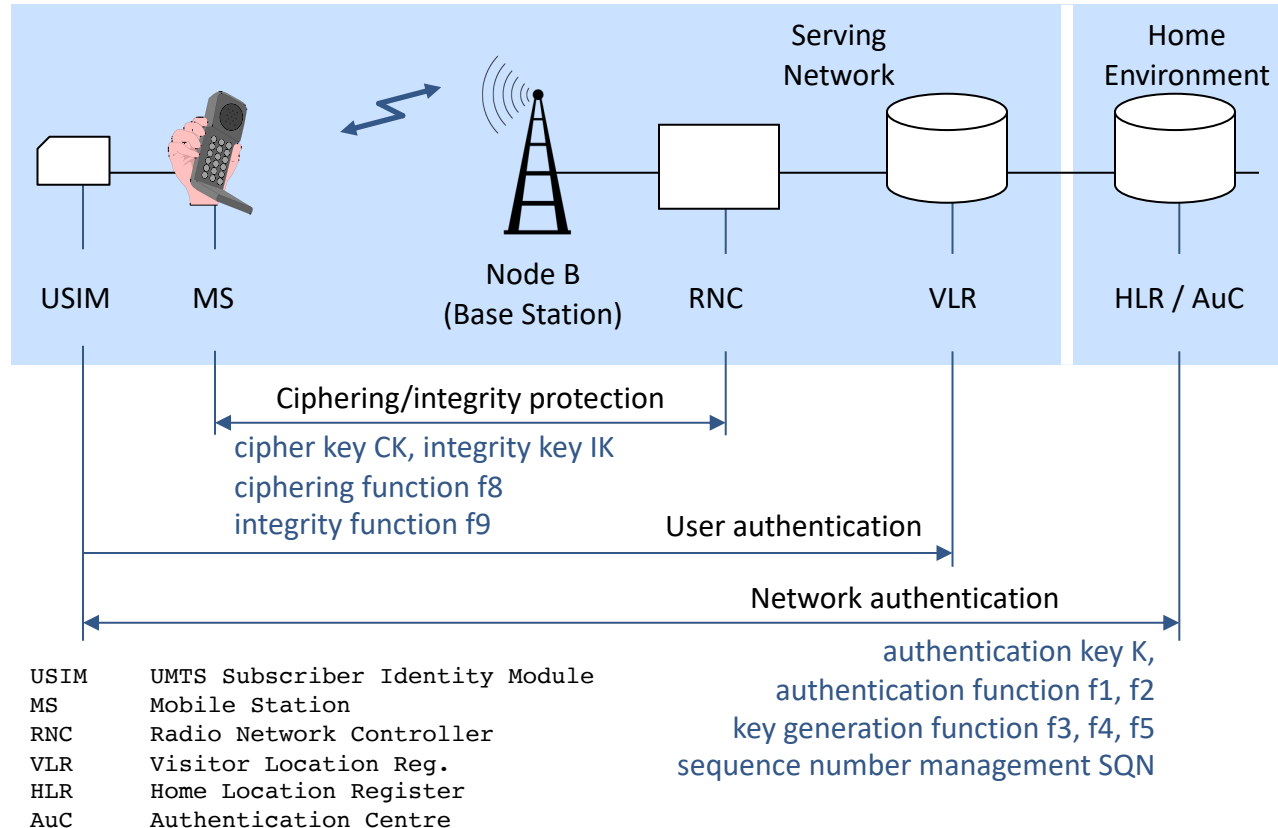 Serving
Network
Home
Environment
USIM
MS
Node B
(Base Station)
RNC
VLR
HLR / AuC
Ciphering/integrity protection
cipher key CK, integrity key IK
ciphering function f8
integrity function f9
User authentication
Network authentication
authentication key K,
authentication function f1, f2
key generation function f3, f4, f5
sequence number management SQN
USIM UMTS Subscriber Identity Module
MS Mobile Station
RNC Radio Network Controller
VLR Visitor Location Reg.
HLR Home Location Register
AuC Authentication Centre